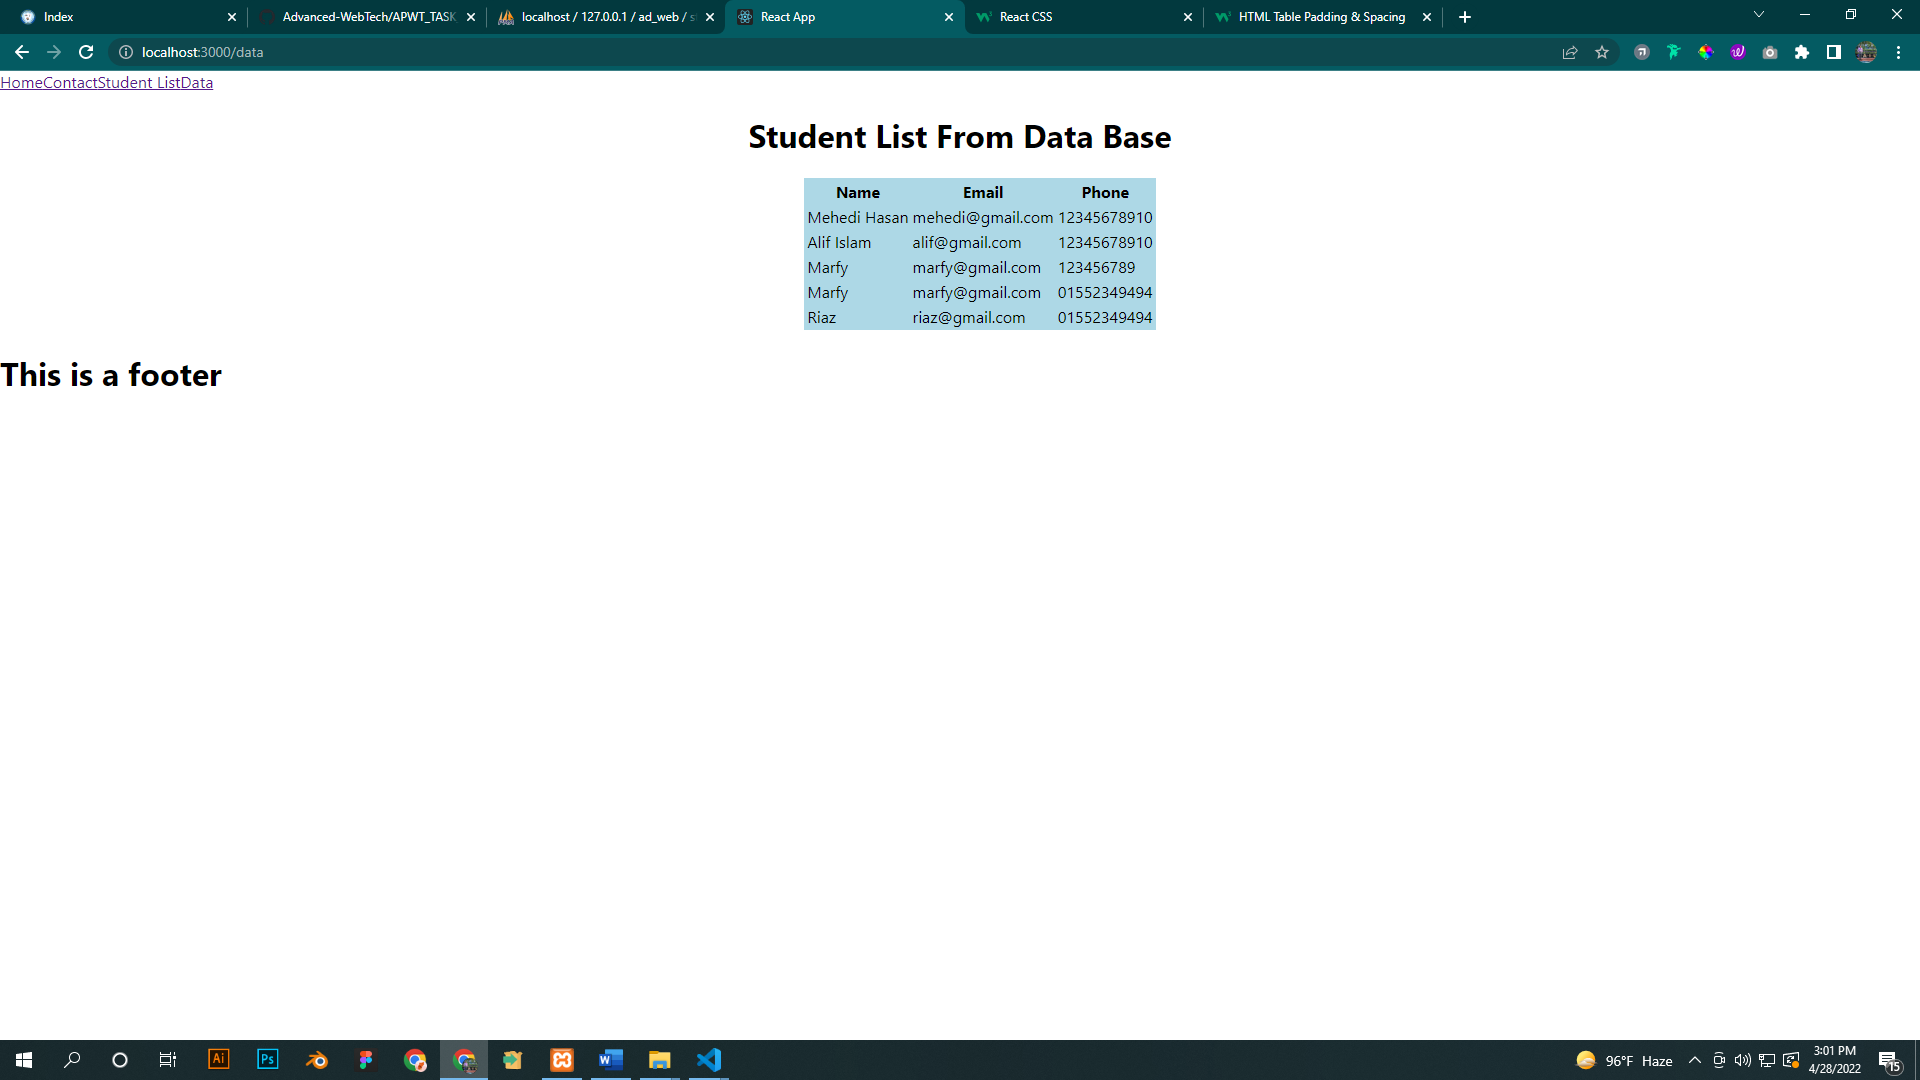 Index
Advanced-WebTech/APWT_TASK
localhost / 127.0.0.1 / ad_web / s
React App
React CSS
HTML Table Padding & Spacing
localhost:3000/data
HomeContactStudent ListData
Student List From Data Base
Name Email Phone
Mehedi Hasan mehedi@gmail.com 12345678910
Alif Islam alif@gmail.com 12345678910
Marfy marfy@gmail.com 123456789
Marfy marfy@gmail.com 01552349494
Riaz riaz@gmail.com 01552349494
This is a footer
Ai
Ps
W
96°F Haze
3:01 PM
4/28/2022
15